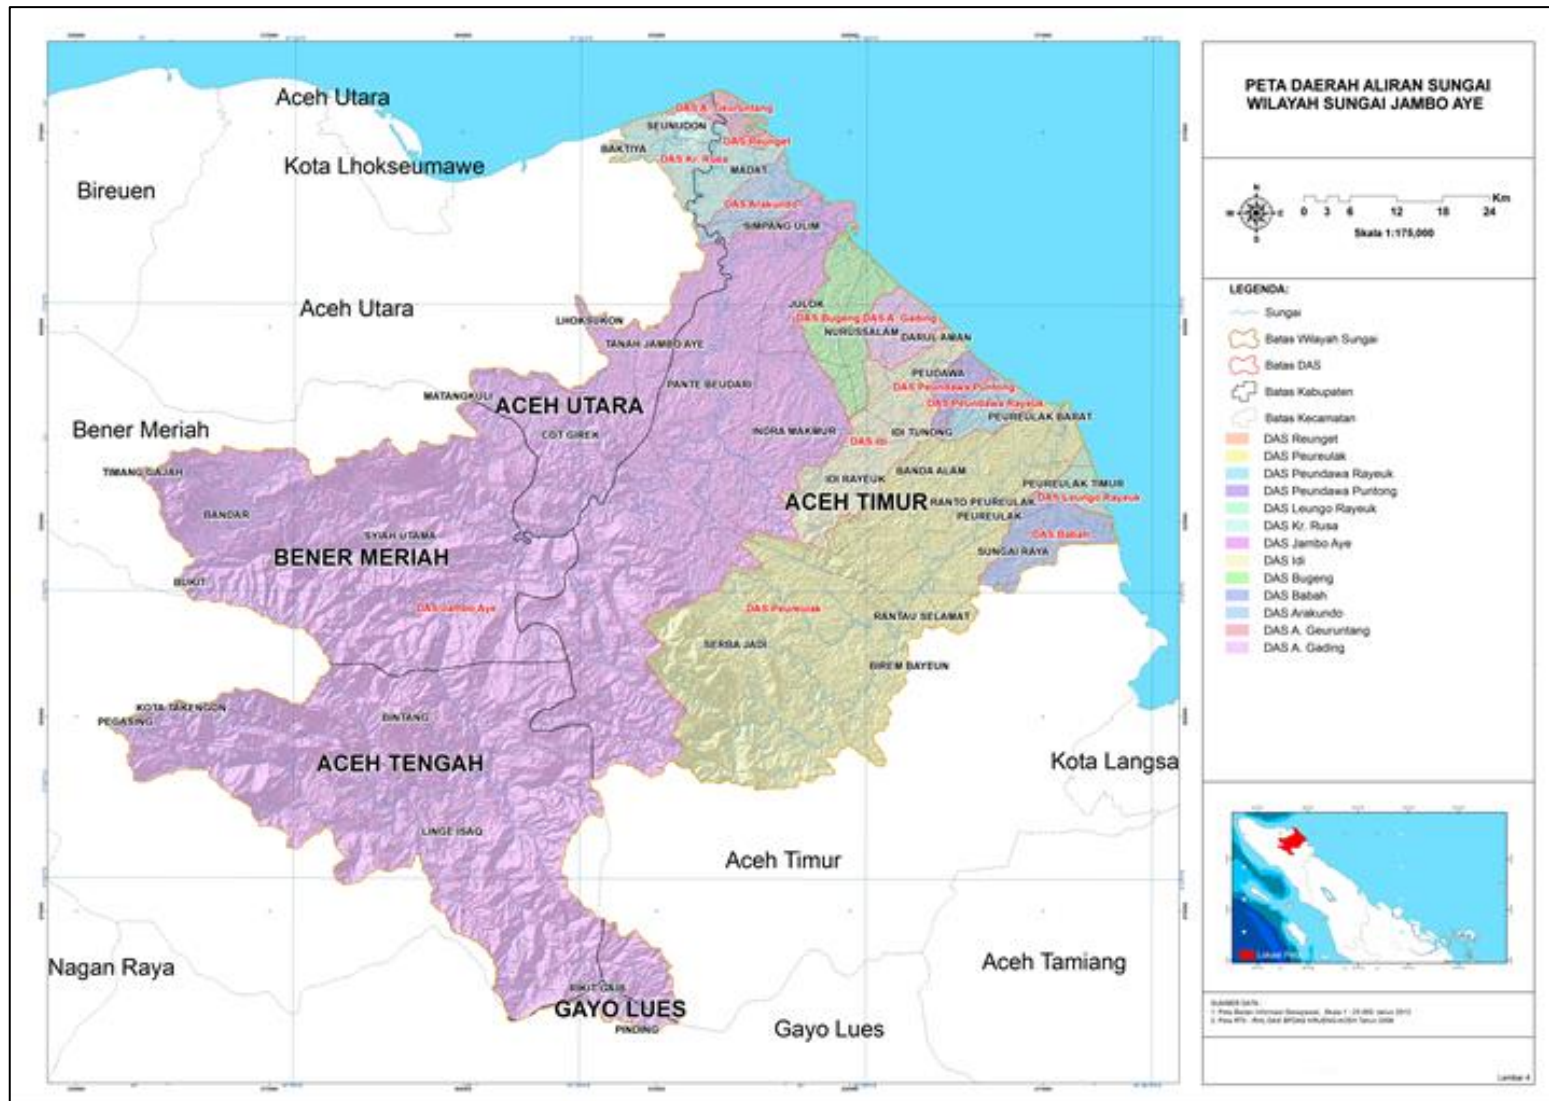 Aceh Utara
Kota Lhokseumawe
Bireuen
Aceh Utara
Bener Meriah
DAS A. Geuruntang
SEUNUDON
DAS Reunget
BAKTIYA
DAS Kr. Rusa
MADAT
DAS Arakundo
SIMPANG ULIM
JULOK
LHOKSUKON
DAS Bugeng
DAS A. Gading
NURUSSALAM
DARUL AMAN
TANAH JAMBO AYE
PEUDAWA
PANTE BEUDARI
DAS Peundawa Puntong
MATANGKULI
ACEH UTARA
DAS Peundawa Rayeuk
PEUREULAK BARAT
COT GIREK
INDRA MAKMUR
IDI TUNONG
DAS Idi
TIMANG GAJAH
BANDA ALAM
IDI RAYEUK
PEUREULAK TIMUR
ACEH TIMUR
RANTO PEUREULAK
DAS Leungo Rayeuk
BANDAR
PEUREULAK
SYIAH UTAMA
DAS Babah
BENER MERIAH
SUNGAI RAYA
BUKIT
DAS Jambo Aye
DAS Peureulak
RANTAU SELAMAT
SERBA JADI
BIREM BAYEUN
KOTA TAKENGON
PEGASING
BINTANG
ACEH TENGAH
Kota Langsa
LINGE ISAQ
Aceh Timur
Nagan Raya
Aceh Tamiang
RIKIT GAIB
GAYO LUES
PINDING
Gayo Lues
PETA DAERAH ALIRAN SUNGAI
WILAYAH SUNGAI JAMBO AYE
N
W E
S
0 3 6 12 18 24 Km
Skala 1:175,000
LEGENDA:
Sungai
Batas Wilayah Sungai
Batas DAS
Batas Kabupaten
Batas Kecamatan
DAS Reunget
DAS Peureulak
DAS Peundawa Rayeuk
DAS Peundawa Puntong
DAS Leungo Rayeuk
DAS Kr. Rusa
DAS Jambo Aye
DAS Idi
DAS Bugeng
DAS Babah
DAS Arakundo
DAS A. Geuruntang
DAS A. Gading
SUMBER DATA :